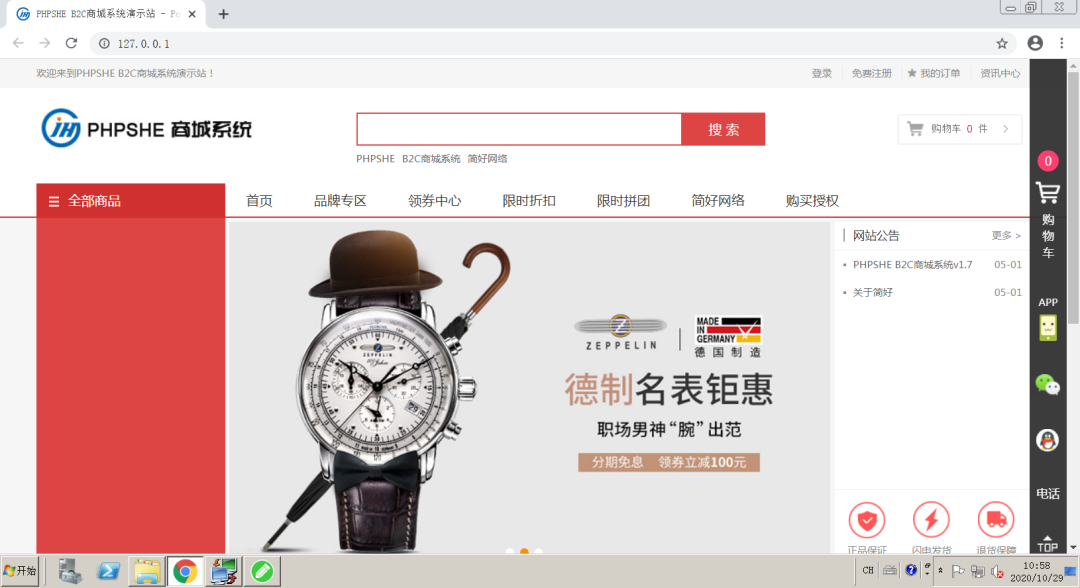 PHPSHE B2C商城系统演示站 - Po
127.0.0.1
欢迎来到PHPSHE B2C商城系统演示站！
登录 免费注册 ★ 我的订单 资讯中心
PHPSHE 商城系统
搜 索
购物车 0 件 >
PHPSHE B2C商城系统 简好网络
全部商品 首页 品牌专区 领券中心 限时折扣 限时拼团 简好网络 购买授权
网站公告 更多 >
PHPSHE B2C商城系统v1.7 05-01
关于简好 05-01
ZEPPELIN
100 Jahre
ZEPPELIN
MADE
IN
GERMANY
德 国 制 造
德制名表钜惠
职场男神“腕”出范
分期免息 领券立减100元
正品保证 闪电发货 退货保障
0
购
物
车
APP
电话
TOP
开始
CH
10:58
2020/10/29